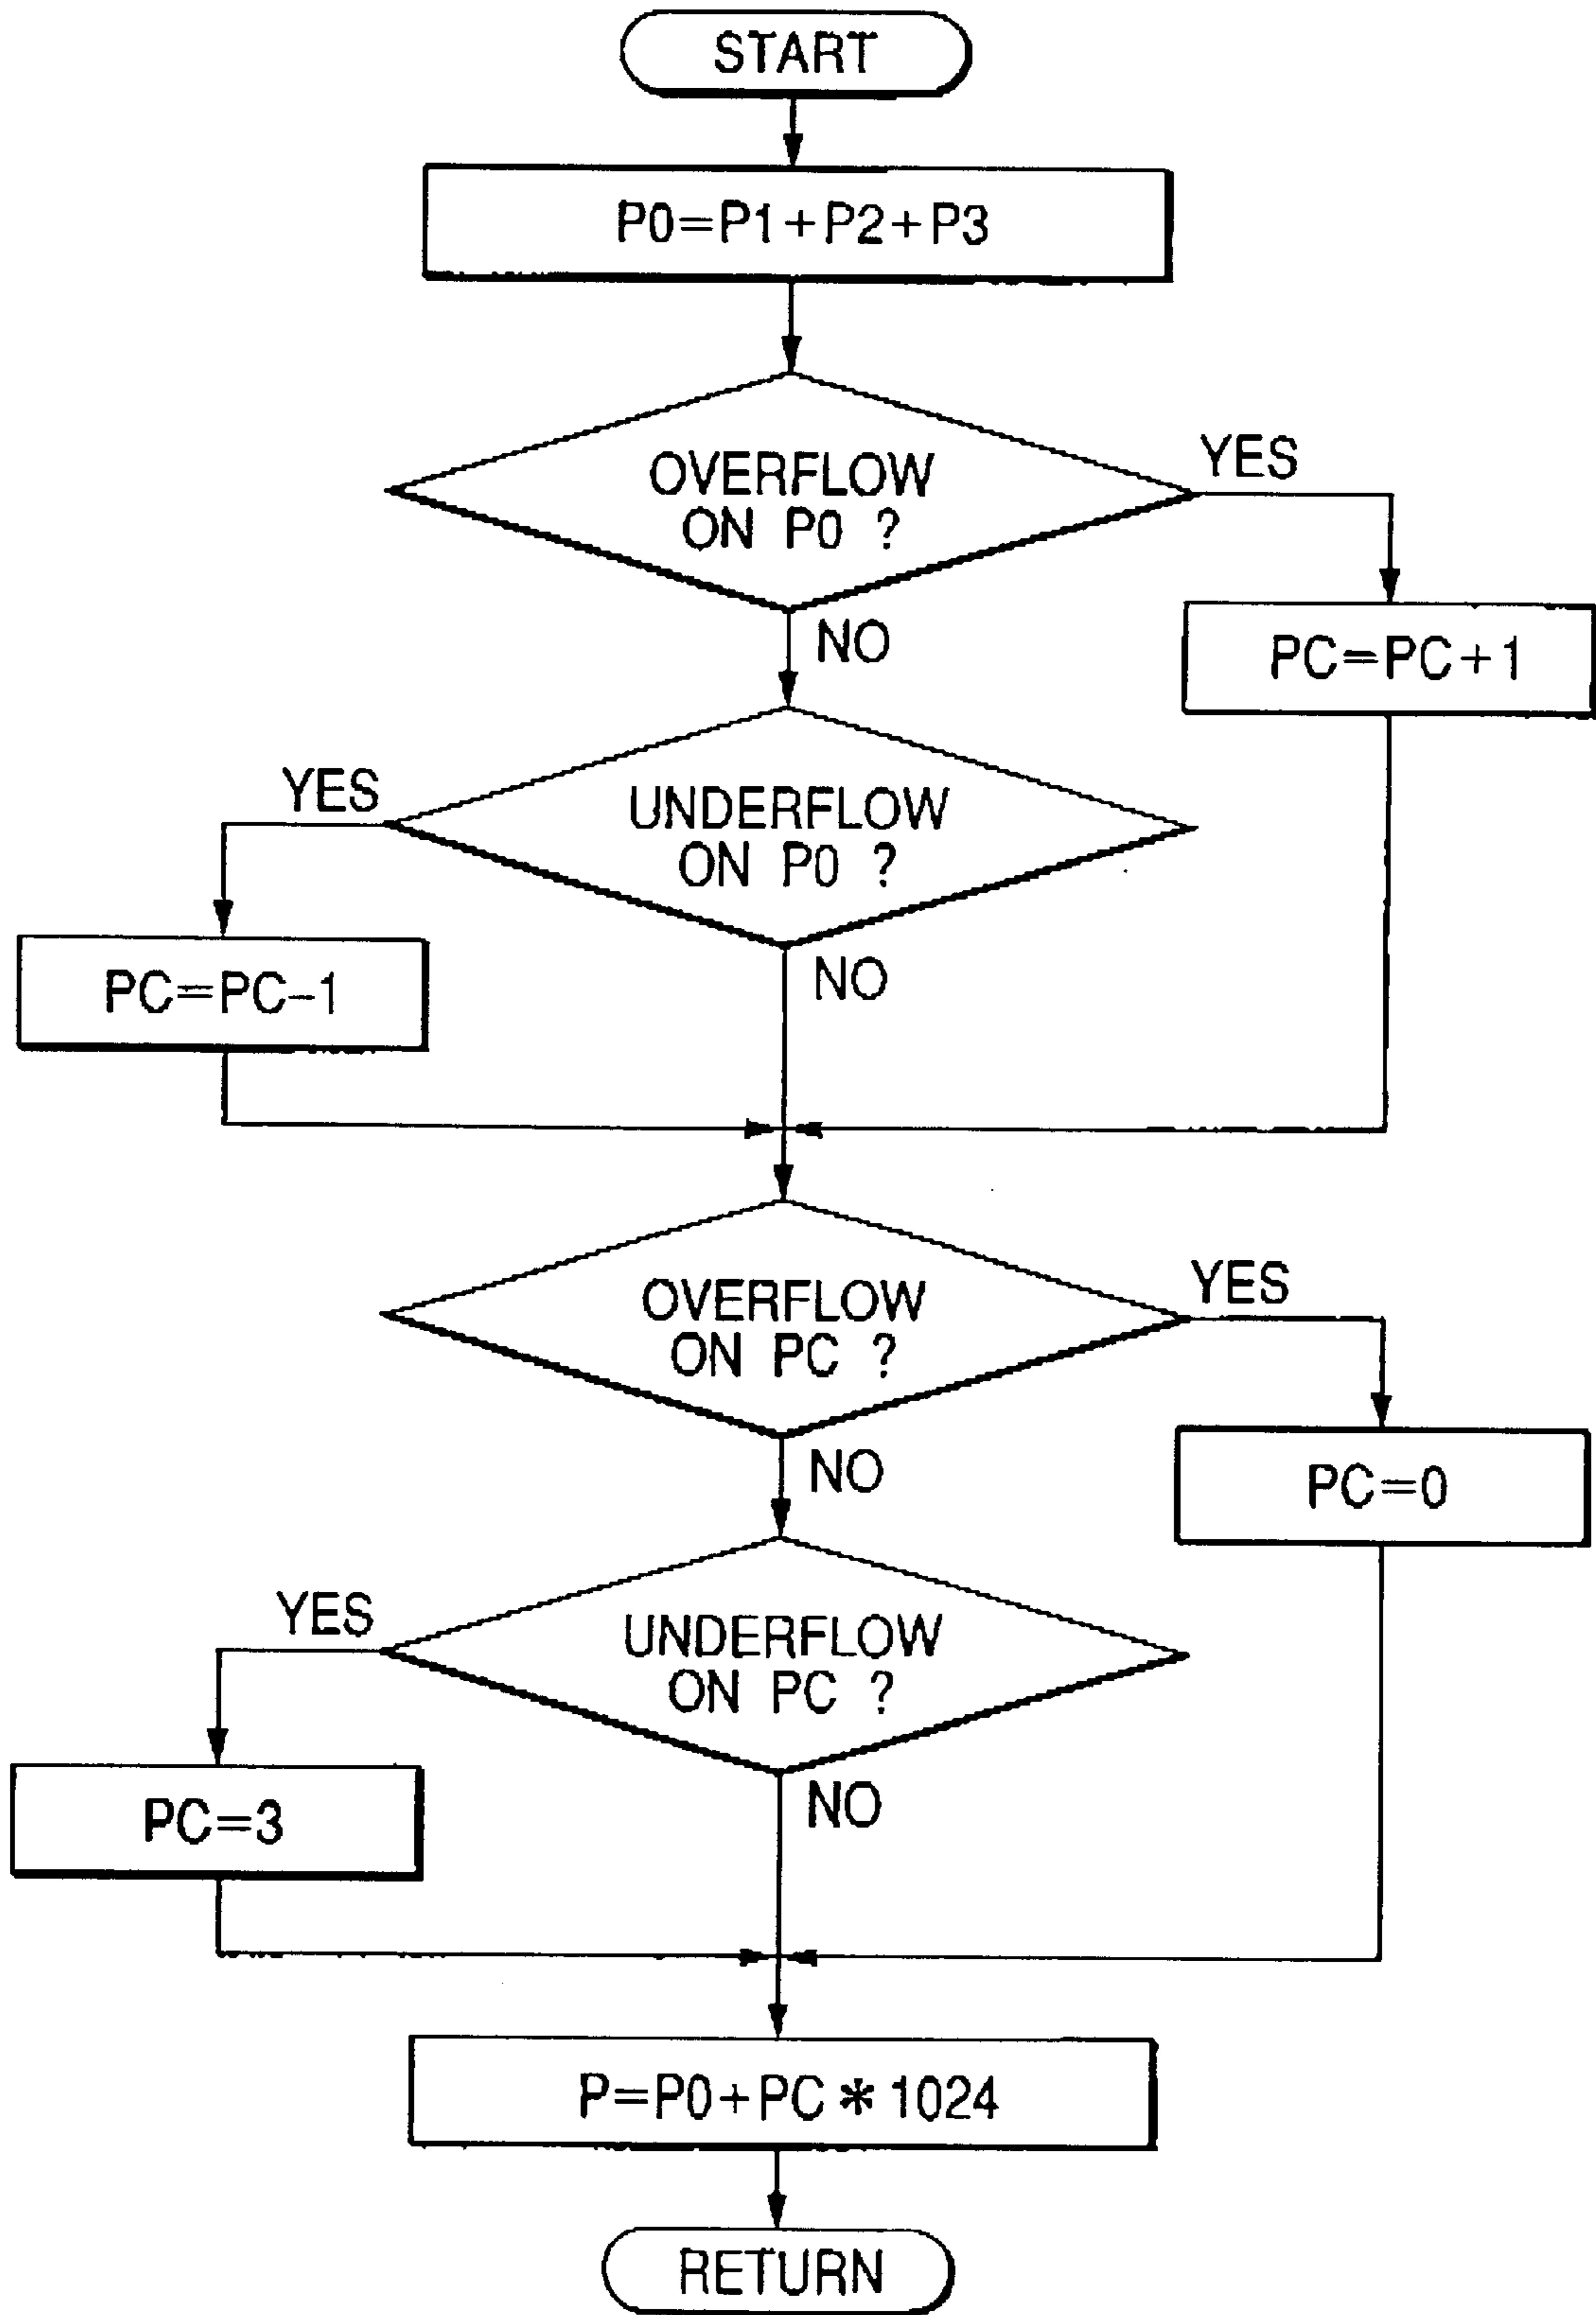 START
P0=P1+P2+P3
OVERFLOW
ON P0 ?
YES
NO
PC=PC+1
UNDERFLOW
ON P0 ?
YES
NO
PC=PC-1
OVERFLOW
ON PC ?
YES
NO
PC=0
UNDERFLOW
ON PC ?
YES
NO
PC=3
P=P0+PC*1024
RETURN